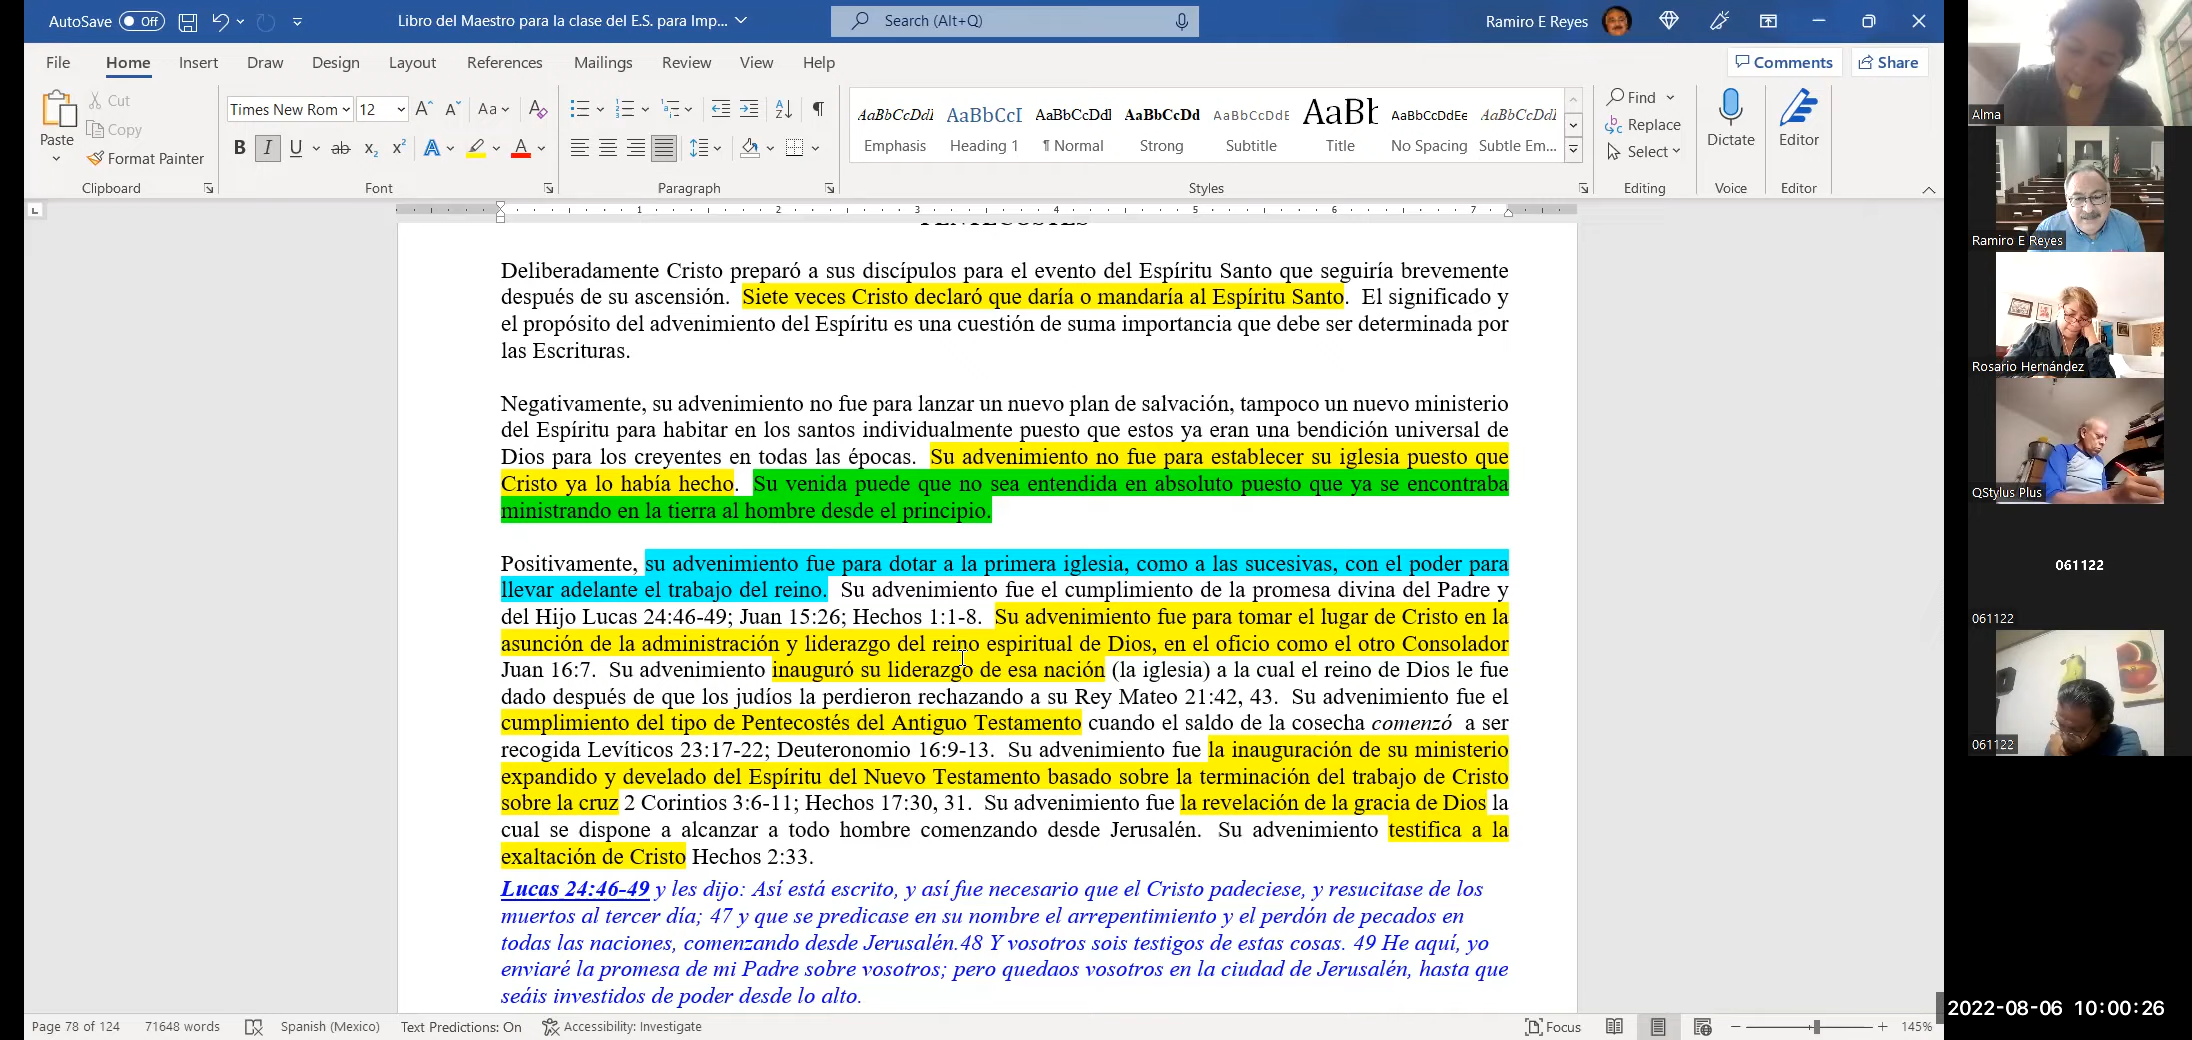 AutoSave Off Libro del Maestro para la clase del E.S. para Imp... Search (Alt+Q) Ramiro E Reyes
File Home Insert Draw Design Layout References Mailings Review View Help Comments Share
Paste Cut Copy Format Painter
Times New Rom 12 Aa
B I U ab x₂ x² A A
AaBbCcDdI AaBbCcI AaBbCcDdI AaBbCcDd AaBbCcDdE AaBb AaBbCcDdEe AaBbCcDdI
Emphasis Heading 1 ¶ Normal Strong Subtitle Title No Spacing Subtle Em...
Find Replace Select
Dictate Editor
Clipboard Font Paragraph Styles Editing Voice Editor
1 2 3 4 5 6 7
PENTECOSTÉS
Deliberadamente Cristo preparó a sus discípulos para el evento del Espíritu Santo que seguiría brevemente
después de su ascensión. Siete veces Cristo declaró que daría o mandaría al Espíritu Santo. El significado y
el propósito del advenimiento del Espíritu es una cuestión de suma importancia que debe ser determinada por
las Escrituras.
Negativamente, su advenimiento no fue para lanzar un nuevo plan de salvación, tampoco un nuevo ministerio
del Espíritu para habitar en los santos individualmente puesto que estos ya eran una bendición universal de
Dios para los creyentes en todas las épocas. Su advenimiento no fue para establecer su iglesia puesto que
Cristo ya lo había hecho. Su venida puede que no sea entendida en absoluto puesto que ya se encontraba
ministrando en la tierra al hombre desde el principio.
Positivamente, su advenimiento fue para dotar a la primera iglesia, como a las sucesivas, con el poder para
llevar adelante el trabajo del reino. Su advenimiento fue el cumplimiento de la promesa divina del Padre y
del Hijo Lucas 24:46-49; Juan 15:26; Hechos 1:1-8. Su advenimiento fue para tomar el lugar de Cristo en la
asunción de la administración y liderazgo del reino espiritual de Dios, en el oficio como el otro Consolador
Juan 16:7. Su advenimiento inauguró su liderazgo de esa nación (la iglesia) a la cual el reino de Dios le fue
dado después de que los judíos la perdieron rechazando a su Rey Mateo 21:42, 43. Su advenimiento fue el
cumplimiento del tipo de Pentecostés del Antiguo Testamento cuando el saldo de la cosecha comenzó a ser
recogida Levíticos 23:17-22; Deuteronomio 16:9-13. Su advenimiento fue la inauguración de su ministerio
expandido y develado del Espíritu del Nuevo Testamento basado sobre la terminación del trabajo de Cristo
sobre la cruz 2 Corintios 3:6-11; Hechos 17:30, 31. Su advenimiento fue la revelación de la gracia de Dios la
cual se dispone a alcanzar a todo hombre comenzando desde Jerusalén. Su advenimiento testifica a la
exaltación de Cristo Hechos 2:33.
Lucas 24:46-49 y les dijo: Así está escrito, y así fue necesario que el Cristo padeciese, y resucitase de los
muertos al tercer día; 47 y que se predicase en su nombre el arrepentimiento y el perdón de pecados en
todas las naciones, comenzando desde Jerusalén.48 Y vosotros sois testigos de estas cosas. 49 He aquí, yo
enviaré la promesa de mi Padre sobre vosotros; pero quedaos vosotros en la ciudad de Jerusalén, hasta que
seáis investidos de poder desde lo alto.
Page 78 of 124 71648 words Spanish (Mexico) Text Predictions: On Accessibility: Investigate Focus 145%
Alma
Ramiro E Reyes
Rosario Hernández
QStylus Plus
061122
061122
061122
2022-08-06 10:00:26